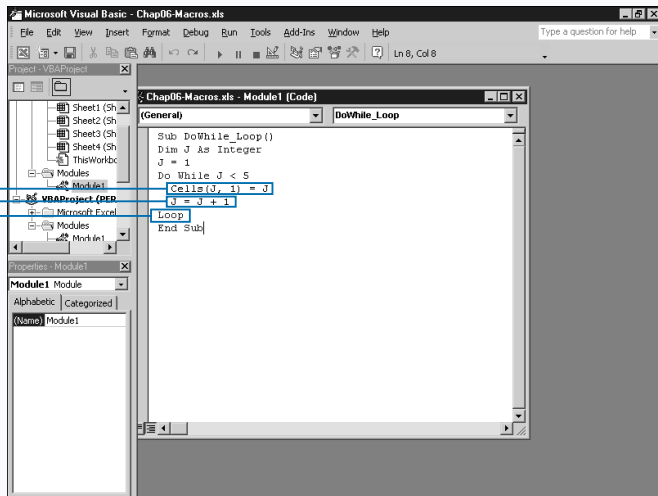 Microsoft Visual Basic - Chap06-Macros.xls
File Edit View Insert Format Debug Run Tools Add-Ins Window Help
Type a question for help
Ln 8, Col 8
Project - VBAProject
Sheet1 (Sh
Sheet2 (Sh
Sheet3 (Sh
Sheet4 (Sh
ThisWorkbo
Modules
Module1
VBAProject (PER
Microsoft Excel
Modules
Module1
Properties - Module1
Module1 Module
Alphabetic Categorized
(Name) Module1
Chap06-Macros.xls - Module1 (Code)
(General) DoWhile_Loop
Sub DoWhile_Loop()
Dim J As Integer
J = 1
Do While J < 5
Cells(J, 1) = J
J = J + 1
Loop
End Sub